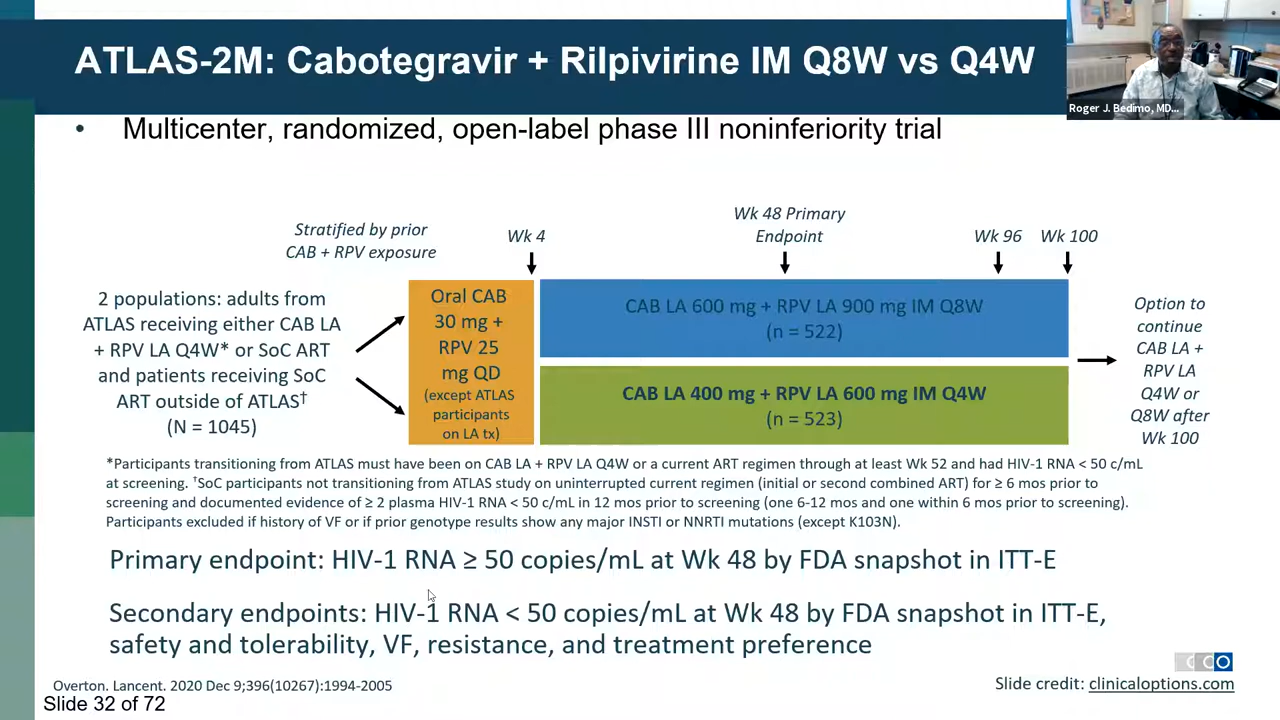 ATLAS-2M: Cabotegravir + Rilpivirine IM Q8W vs Q4W
Roger J. Bedimo, MD...
• Multicenter, randomized, open-label phase III noninferiority trial
Stratified by prior
CAB + RPV exposure
Wk 4
Wk 48 Primary
Endpoint
Wk 96
Wk 100
2 populations: adults from
ATLAS receiving either CAB LA
+ RPV LA Q4W* or SoC ART
and patients receiving SoC
ART outside of ATLAS†
(N = 1045)
Oral CAB
30 mg +
RPV 25
mg QD
(except ATLAS
participants
on LA tx)
CAB LA 600 mg + RPV LA 900 mg IM Q8W
(n = 522)
CAB LA 400 mg + RPV LA 600 mg IM Q4W
(n = 523)
Option to
continue
CAB LA +
RPV LA
Q4W or
Q8W after
Wk 100
*Participants transitioning from ATLAS must have been on CAB LA + RPV LA Q4W or a current ART regimen through at least Wk 52 and had HIV-1 RNA < 50 c/mL
at screening. †SoC participants not transitioning from ATLAS study on uninterrupted current regimen (initial or second combined ART) for ≥ 6 mos prior to
screening and documented evidence of ≥ 2 plasma HIV-1 RNA < 50 c/mL in 12 mos prior to screening (one 6-12 mos and one within 6 mos prior to screening).
Participants excluded if history of VF or if prior genotype results show any major INSTI or NNRTI mutations (except K103N).
Primary endpoint: HIV-1 RNA ≥ 50 copies/mL at Wk 48 by FDA snapshot in ITT-E
Secondary endpoints: HIV-1 RNA < 50 copies/mL at Wk 48 by FDA snapshot in ITT-E,
safety and tolerability, VF, resistance, and treatment preference
CCO
Overton. Lancent. 2020 Dec 9;396(10267):1994-2005
Slide credit: clinicaloptions.com
Slide 32 of 72